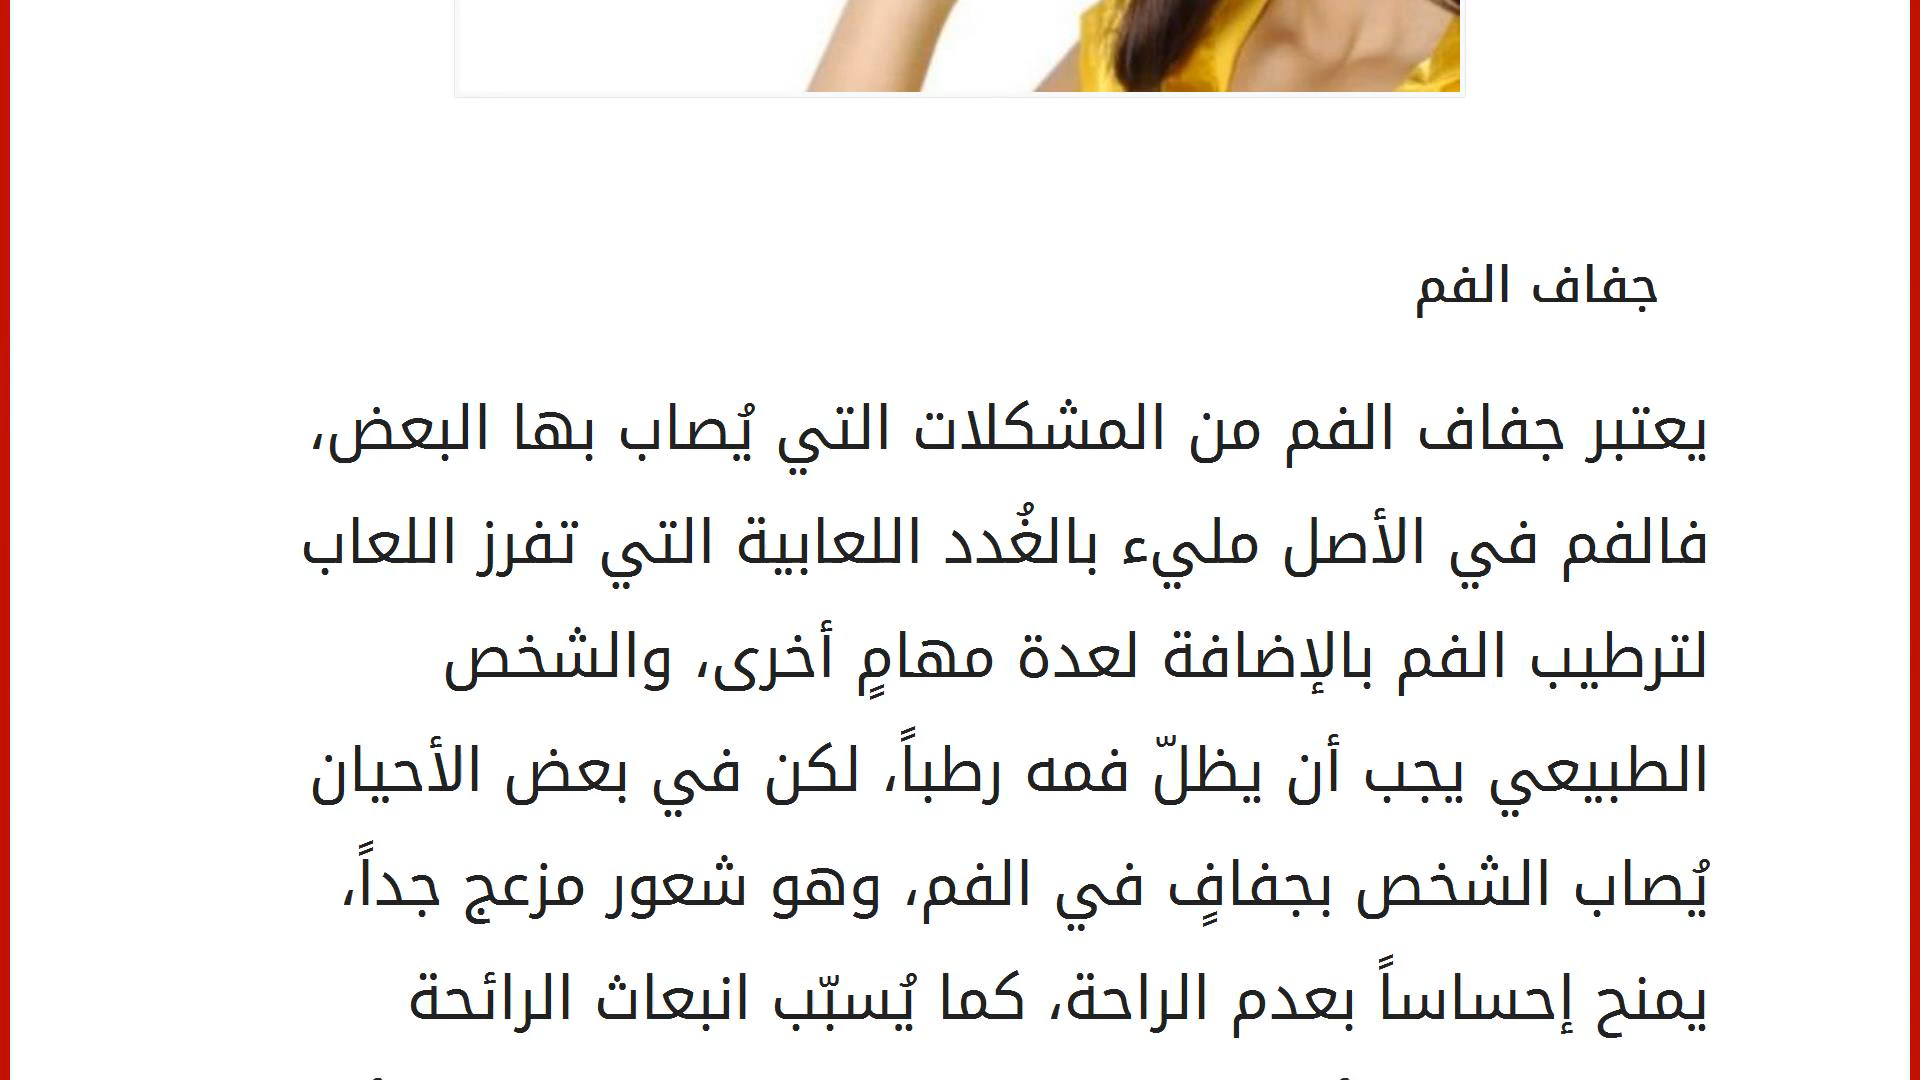 جفاف الفم
يعتبر جفاف الفم من المشكلات التي يُصاب بها البعض،
فالفم في الأصل مليء بالغُدد اللعابية التي تفرز اللعاب
لترطيب الفم بالإضافة لعدة مهامٍ أخرى، والشخص
الطبيعي يجب أن يظلّ فمه رطباً، لكن في بعض الأحيان
يُصاب الشخص بجفافٍ في الفم، وهو شعور مزعج جداً،
يمنح إحساساً بعدم الراحة، كما يُسبّب انبعاث الرائحة